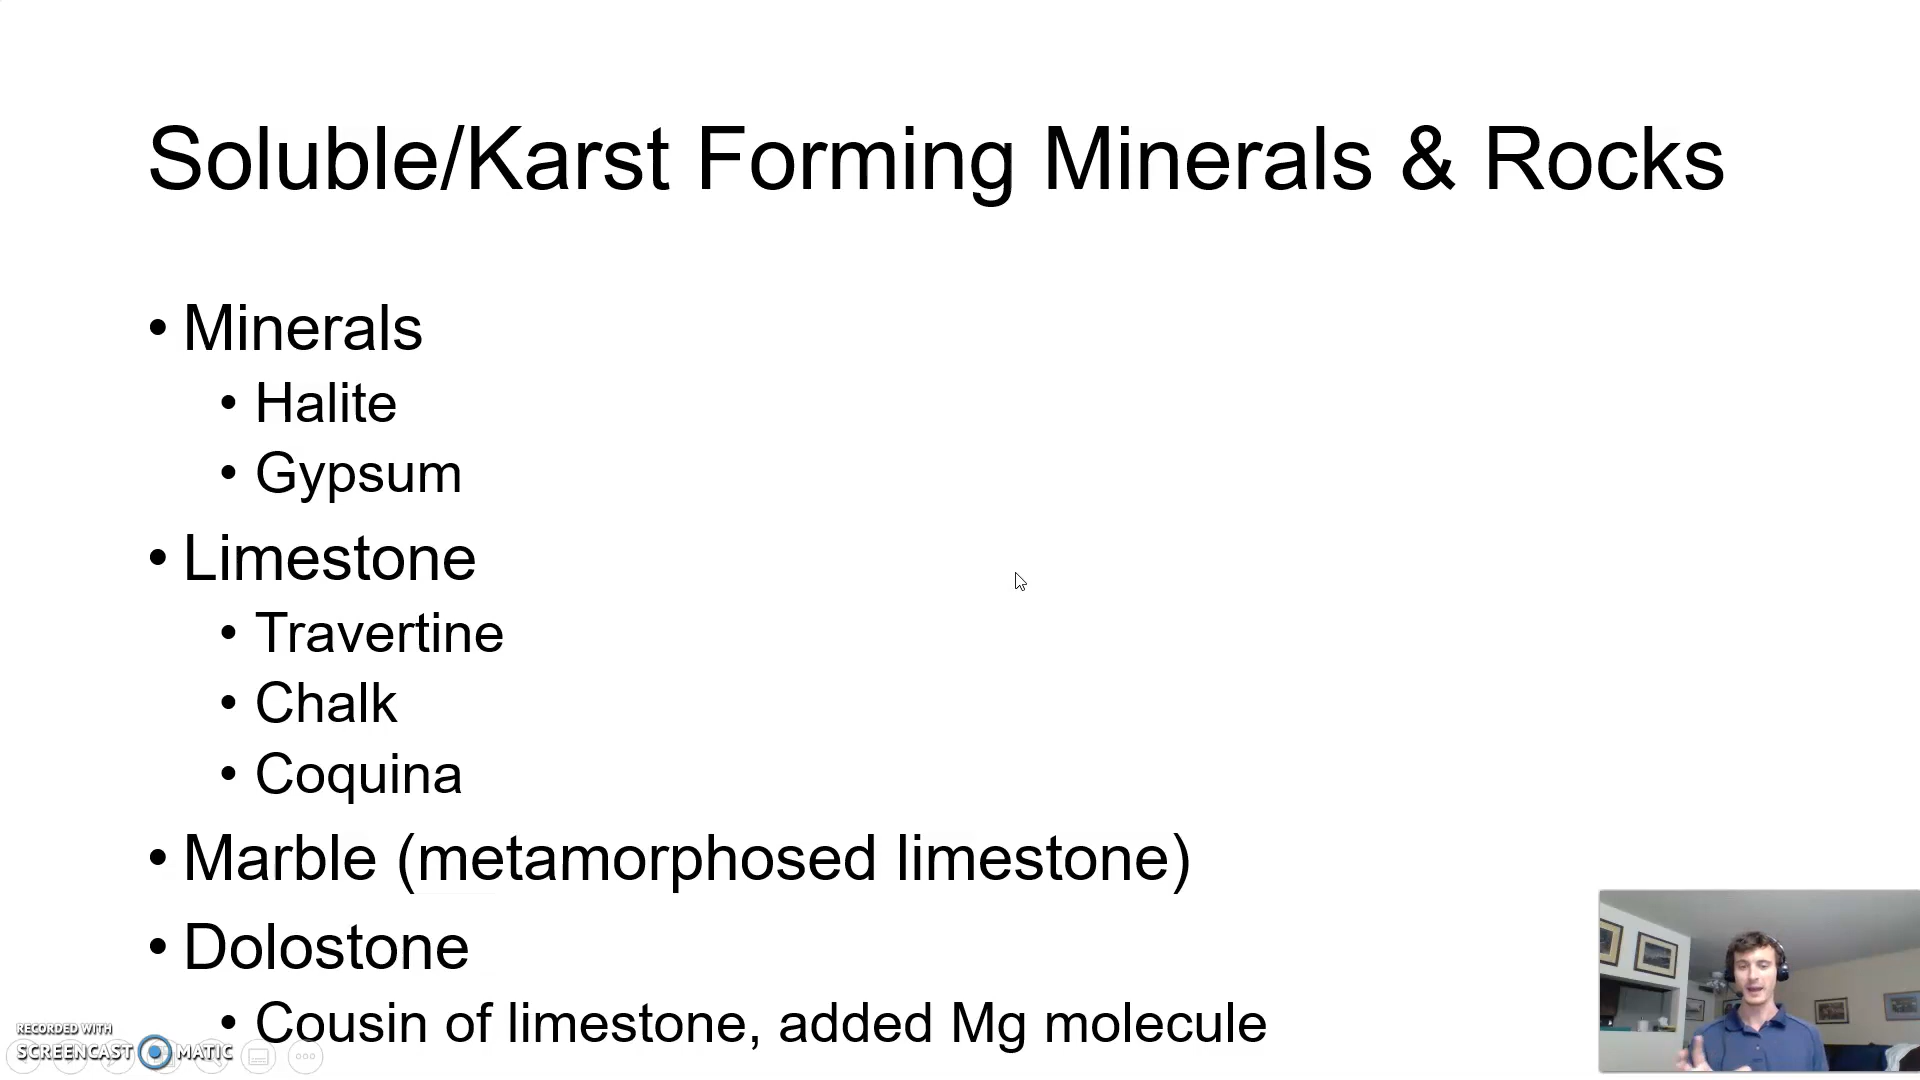 Soluble/Karst Forming Minerals & Rocks
• Minerals
• Halite
• Gypsum
• Limestone
• Travertine
• Chalk
• Coquina
• Marble (metamorphosed limestone)
• Dolostone
• Cousin of limestone, added Mg molecule
RECORDED WITH
SCREENCAST MATIC